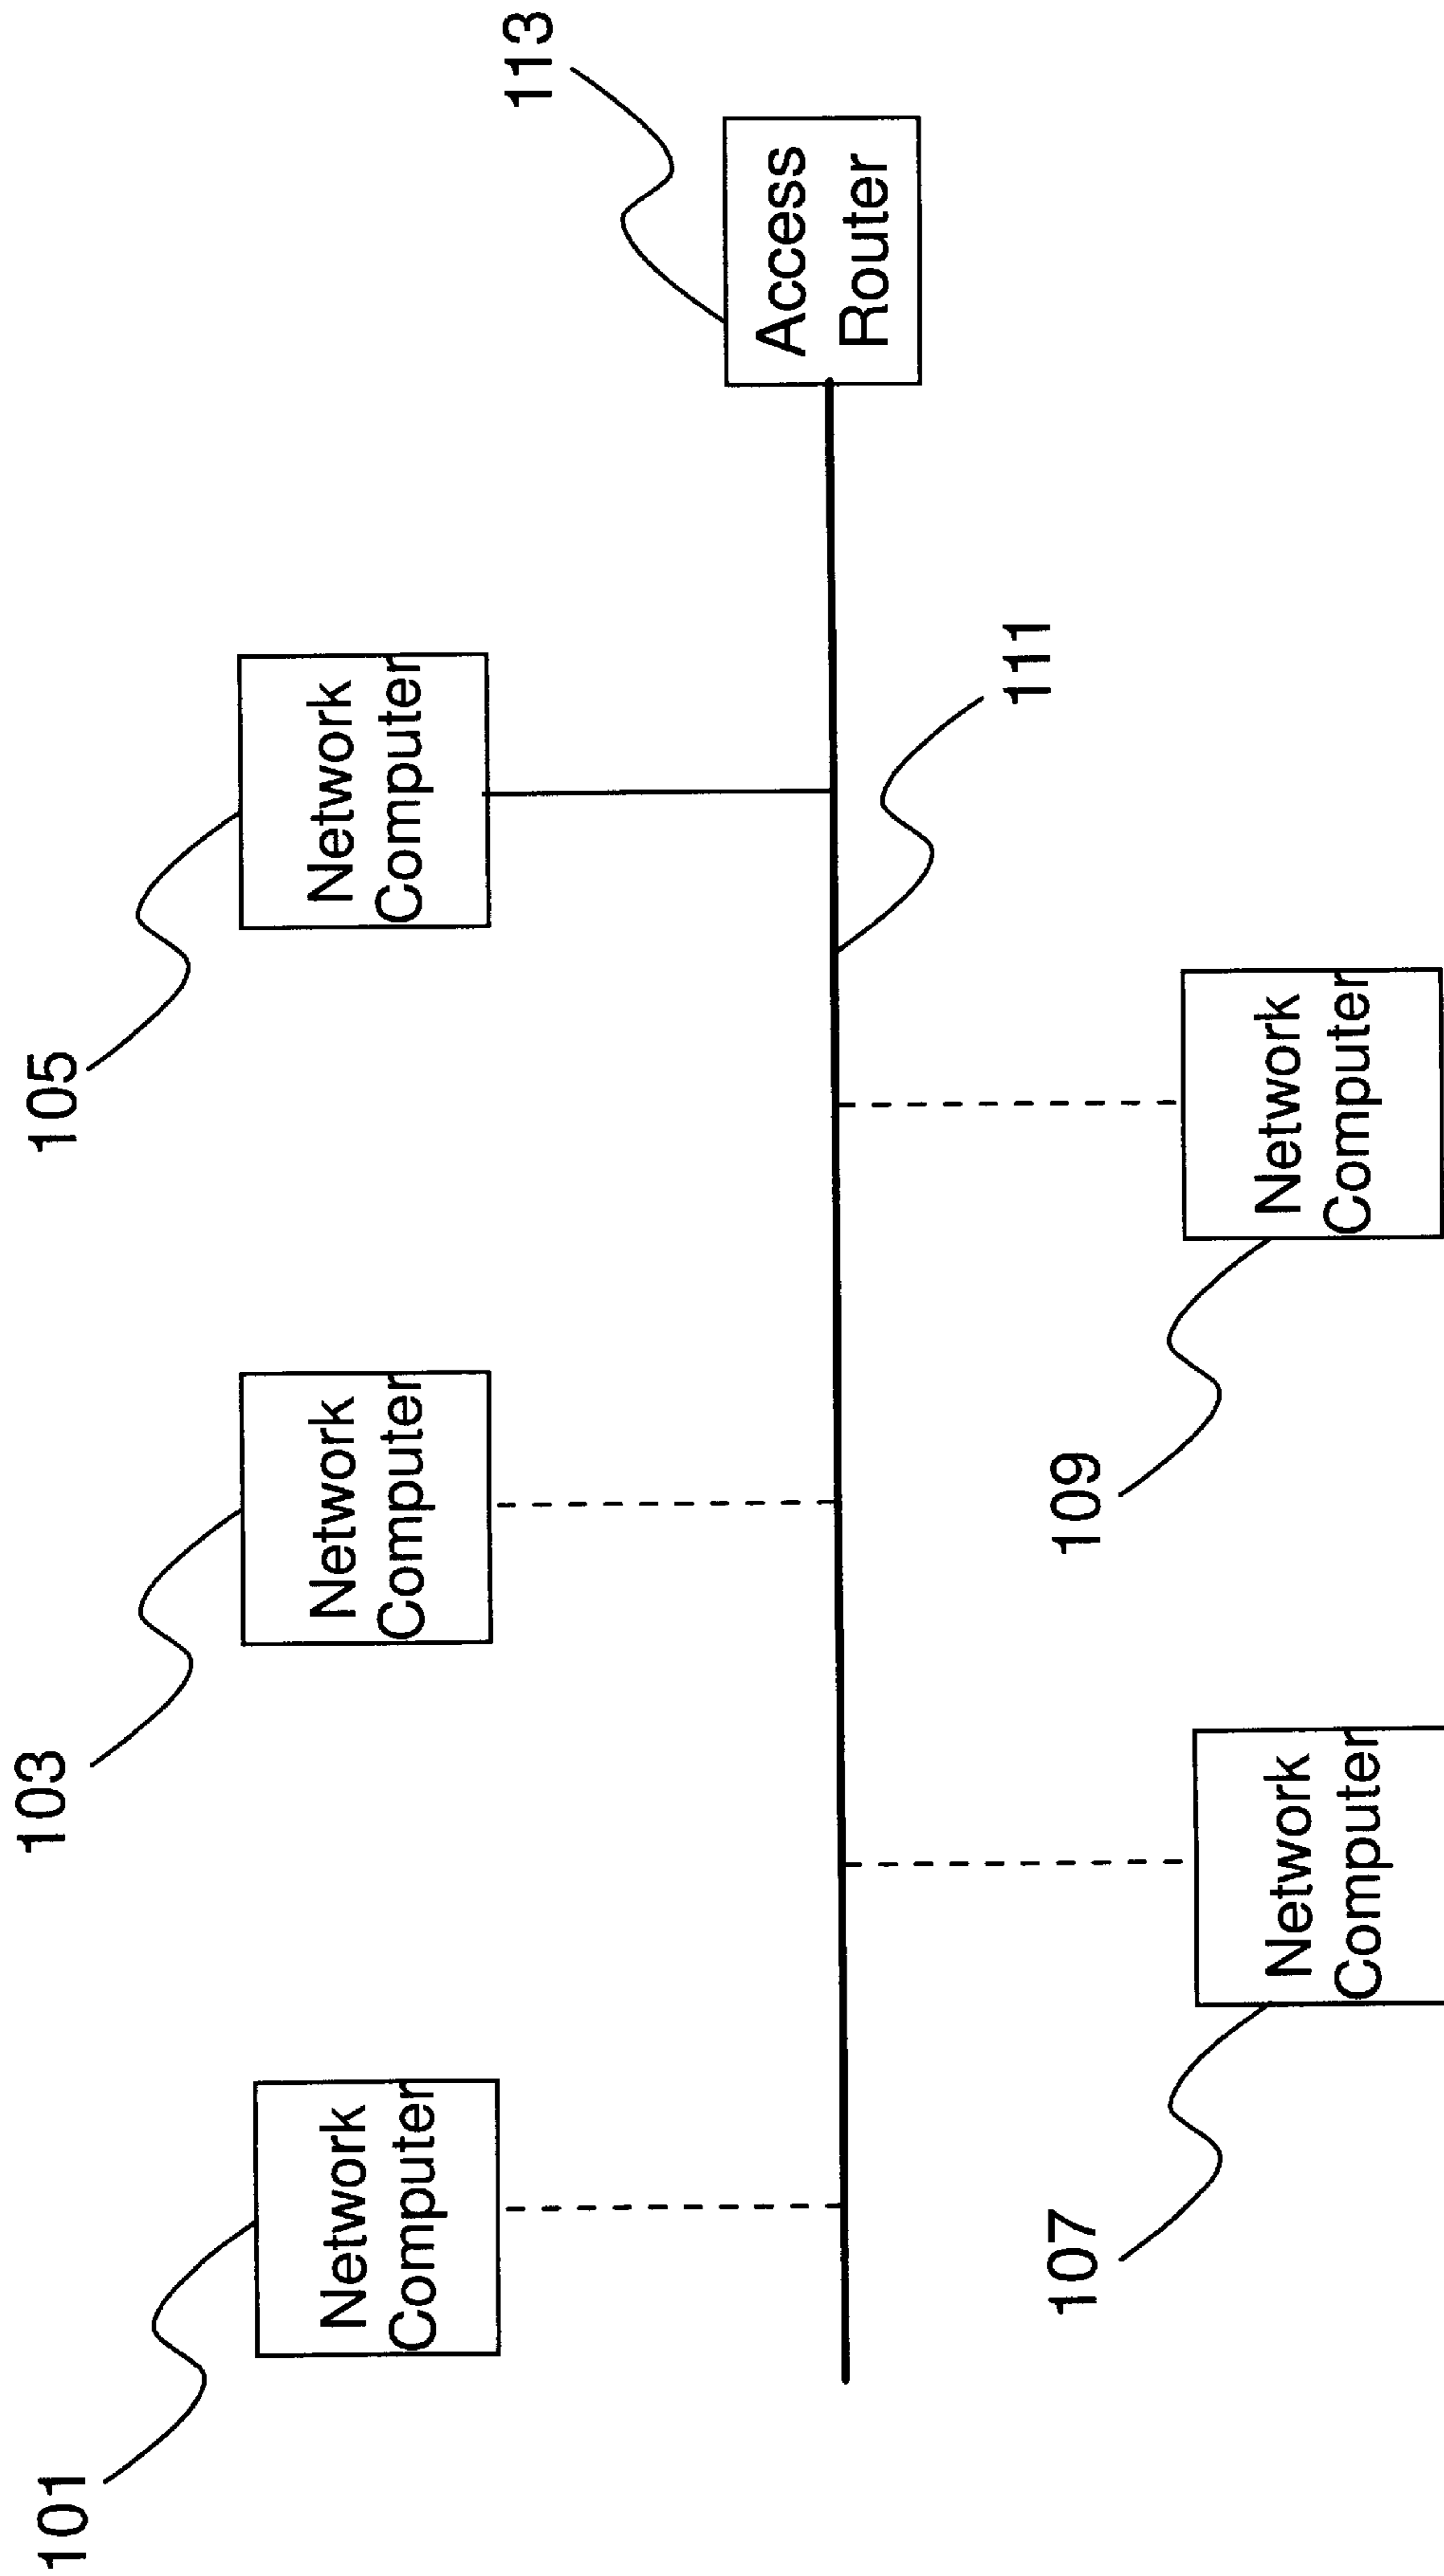 101
Network
Computer
103
Network
Computer
105
Network
Computer
113
Access
Router
107
Network
Computer
109
Network
Computer
111